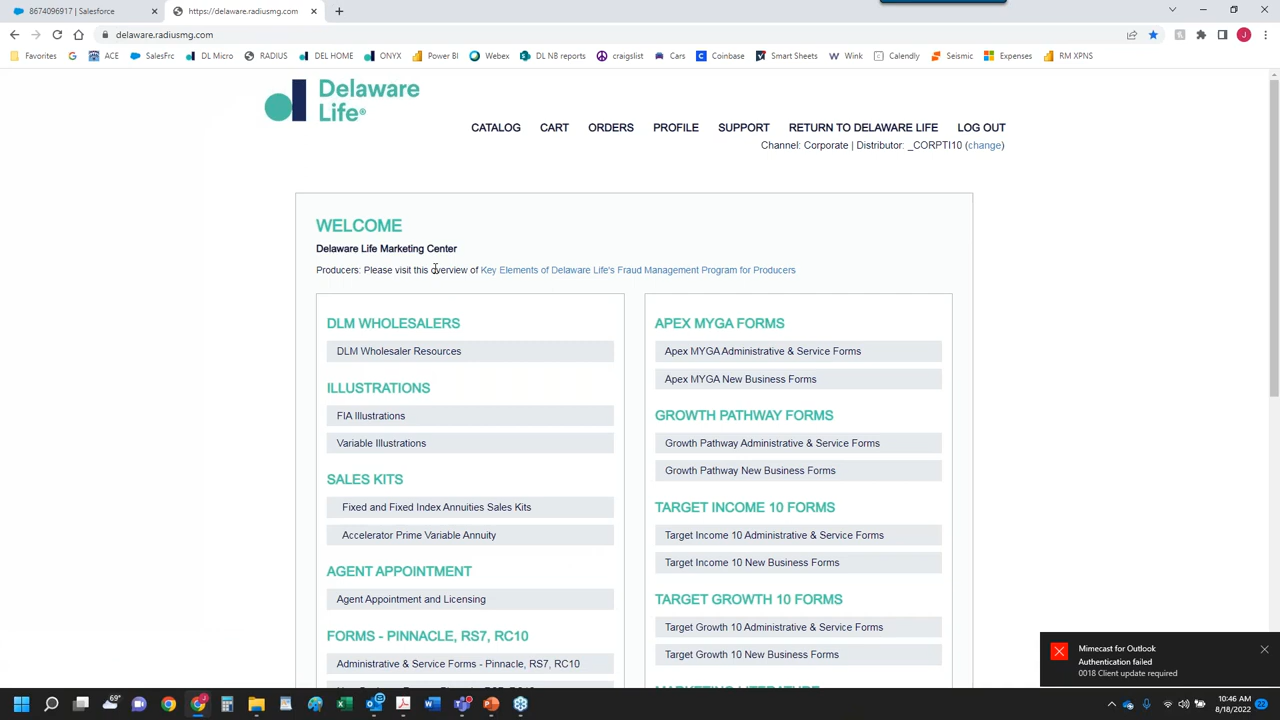 8674096917 | Salesforce
https://delaware.radiusmg.com
delaware.radiusmg.com
Favorites
ACE
SalesFrc
DL Micro
RADIUS
DEL HOME
ONYX
Power BI
Webex
DL NB reports
craigslist
Cars
Coinbase
Smart Sheets
Wink
Calendly
Seismic
Expenses
RM XPNS
Delaware
Life®
CATALOG CART ORDERS PROFILE SUPPORT RETURN TO DELAWARE LIFE LOG OUT
Channel: Corporate | Distributor: _CORPTI10 (change)
WELCOME
Delaware Life Marketing Center
Producers: Please visit this overview of Key Elements of Delaware Life's Fraud Management Program for Producers
DLM WHOLESALERS
DLM Wholesaler Resources
ILLUSTRATIONS
FIA Illustrations
Variable Illustrations
SALES KITS
Fixed and Fixed Index Annuities Sales Kits
Accelerator Prime Variable Annuity
AGENT APPOINTMENT
Agent Appointment and Licensing
FORMS - PINNACLE, RS7, RC10
Administrative & Service Forms - Pinnacle, RS7, RC10
APEX MYGA FORMS
Apex MYGA Administrative & Service Forms
Apex MYGA New Business Forms
GROWTH PATHWAY FORMS
Growth Pathway Administrative & Service Forms
Growth Pathway New Business Forms
TARGET INCOME 10 FORMS
Target Income 10 Administrative & Service Forms
Target Income 10 New Business Forms
TARGET GROWTH 10 FORMS
Target Growth 10 Administrative & Service Forms
Target Growth 10 New Business Forms
Mimecast for Outlook
Authentication failed
0018 Client update required
69°
10:46 AM
8/18/2022